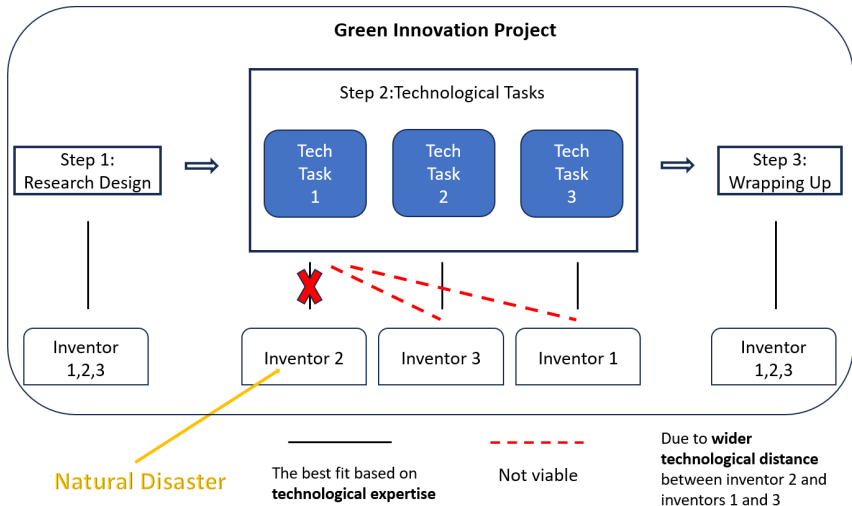 Green Innovation Project
Step 2:Technological Tasks
Step 1:
Research Design
Tech
Task
1
Tech
Task
2
Tech
Task
3
Step 3:
Wrapping Up
Inventor
1,2,3
Inventor 2
Inventor 3
Inventor 1
Inventor
1,2,3
Natural Disaster
The best fit based on
technological expertise
Not viable
Due to wider
technological distance
between inventor 2 and
inventors 1 and 3